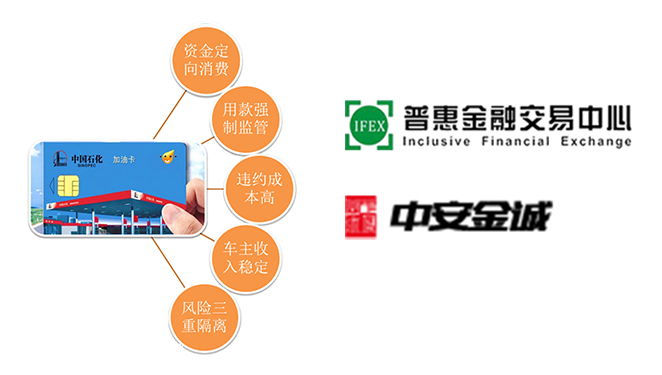 资金定
向消费
用款强
制监管
中国石化
SINOPEC
加油卡
违约成
本高
车主收
入稳定
风险三
重隔离
IFEX
普惠金融交易中心
Inclusive Financial Exchange
中安金诚